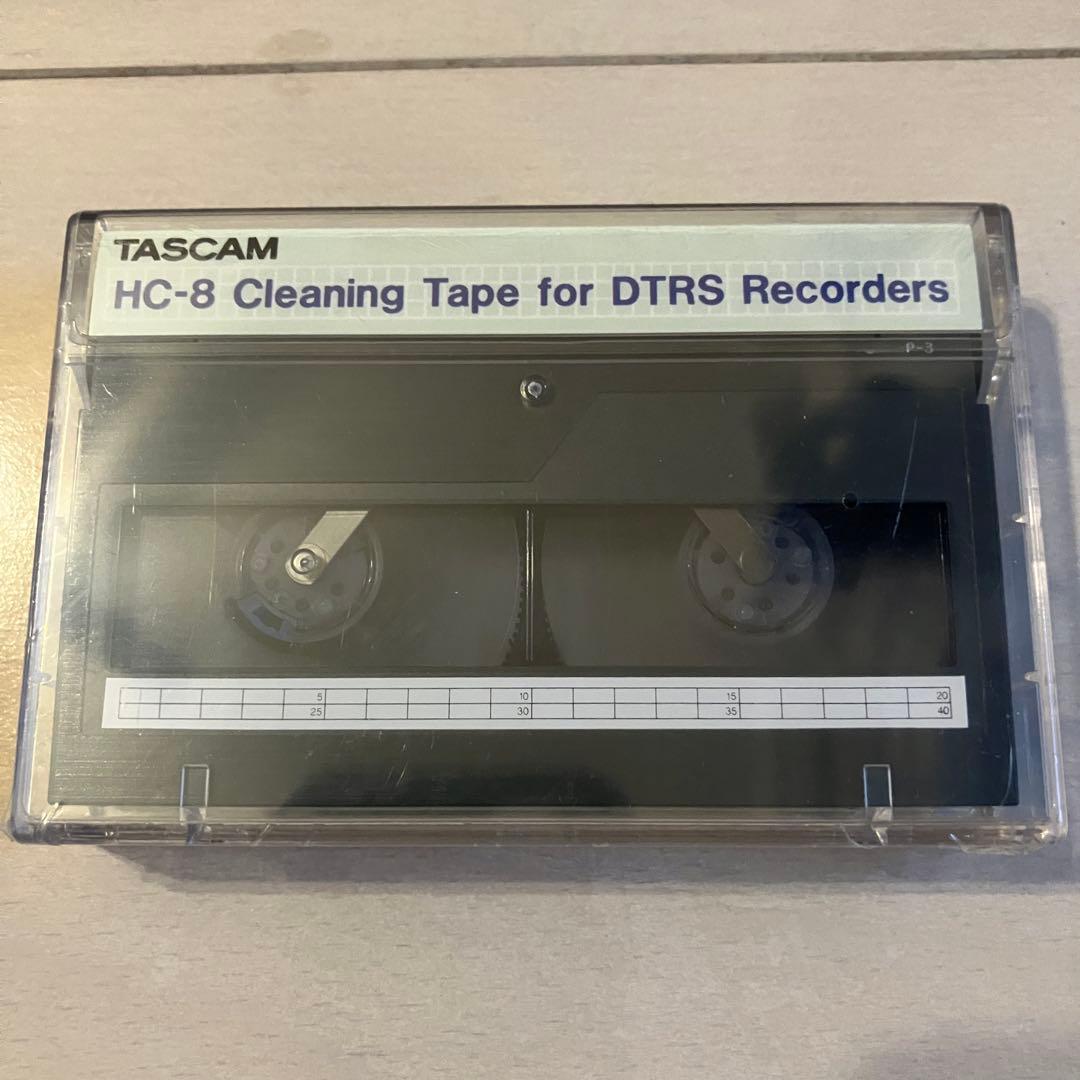 TASCAM
HC-8 Cleaning Tape for DTRS Recorders
P-3
5 10 15 20
25 30 35 40